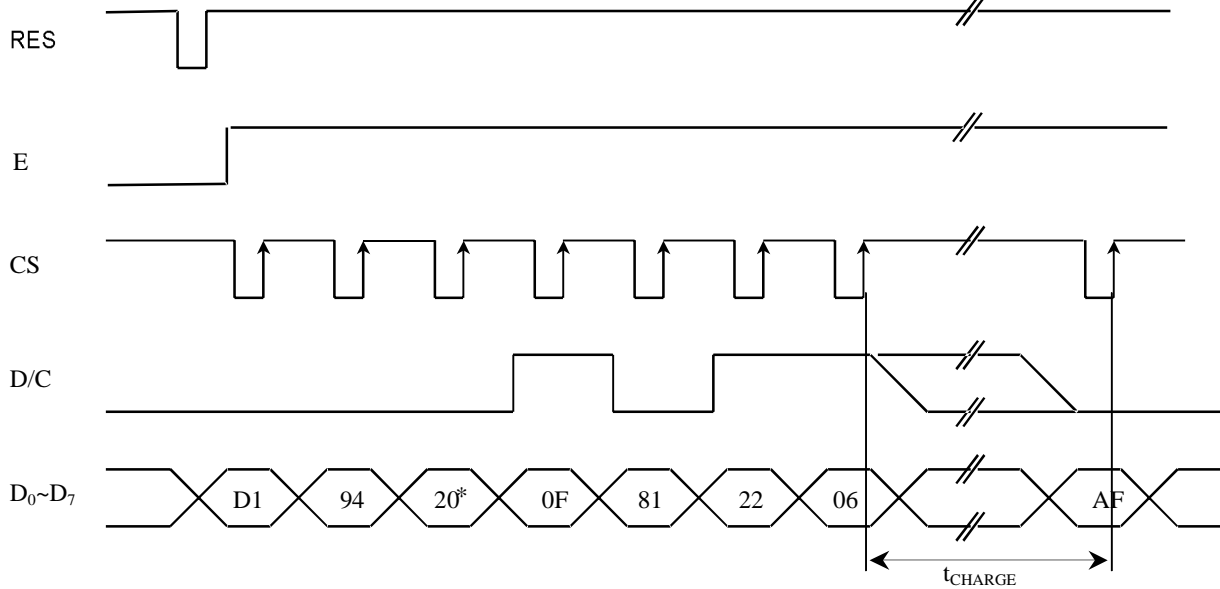 RES
E
CS
D/C
D₀~D₇ D1 94 20* 0F 81 22 06 AF
tCHARGE